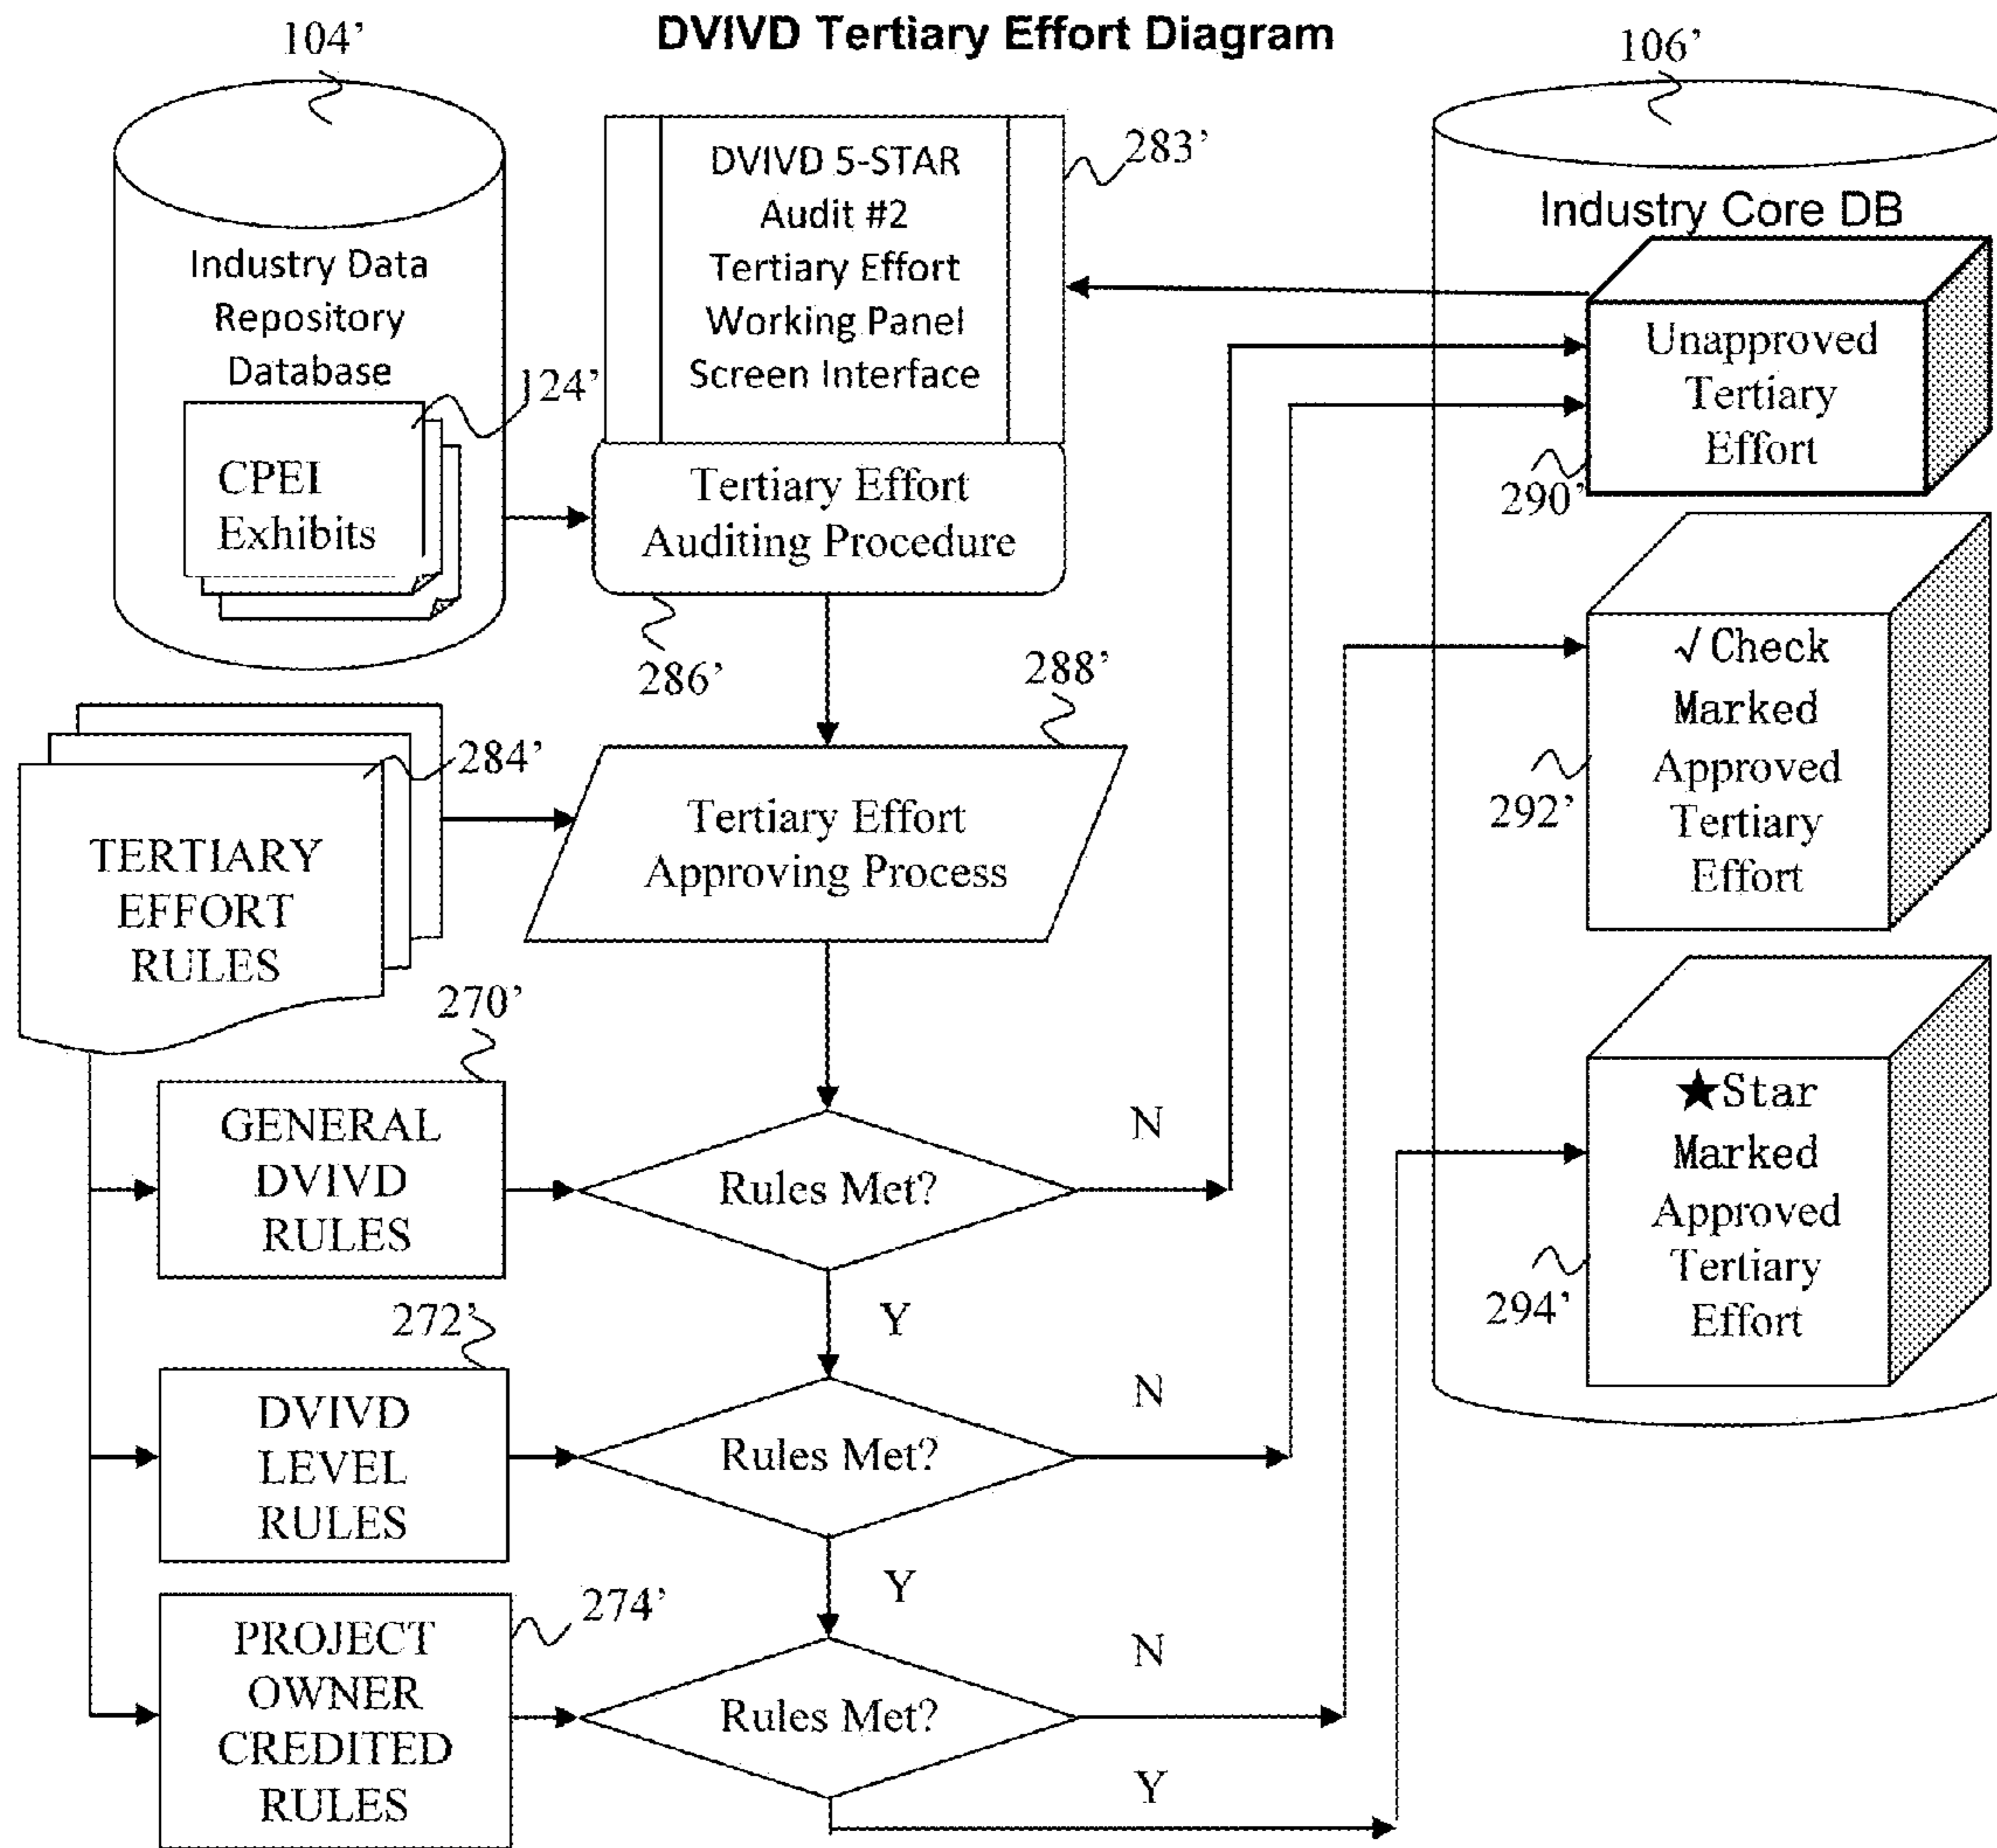 DVIVD Tertiary Effort Diagram
104’
106’
Industry Data
Repository
Database
124’
CPEI
Exhibits
DVIVD 5-STAR
Audit #2
Tertiary Effort
Working Panel
Screen Interface
283’
Tertiary Effort
Auditing Procedure
286’
Industry Core DB
Unapproved
Tertiary
Effort
290’
√Check
Marked
Approved
Tertiary
Effort
292’
★Star
Marked
Approved
Tertiary
Effort
294’
288’
Tertiary Effort
Approving Process
284’
TERTIARY
EFFORT
RULES
270’
GENERAL
DVIVD
RULES
Rules Met?
N
Y
272’
DVIVD
LEVEL
RULES
Rules Met?
N
Y
274’
PROJECT
OWNER
CREDITED
RULES
Rules Met?
N
Y